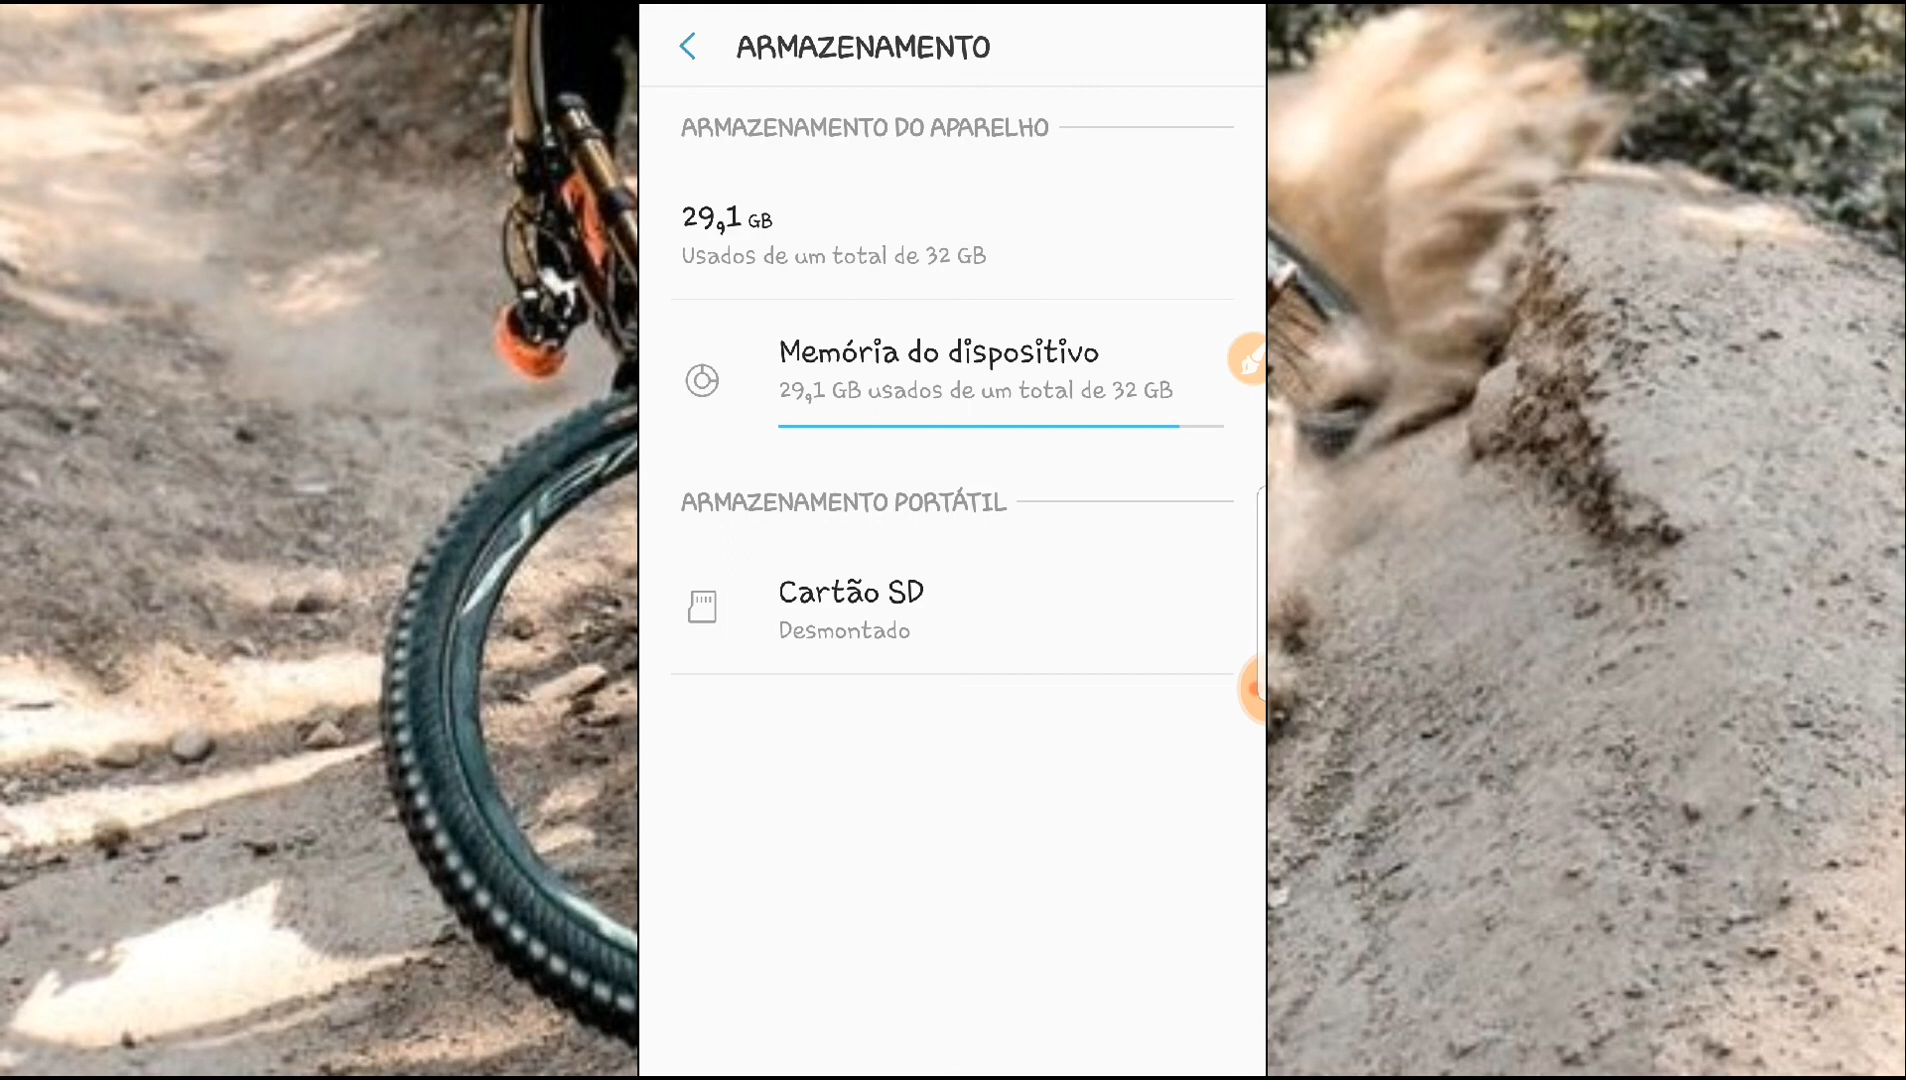 ARMAZENAMENTO
ARMAZENAMENTO DO APARELHO
29,1 GB
Usados de um total de 32 GB
Memória do dispositivo
29,1 GB usados de um total de 32 GB
ARMAZENAMENTO PORTÁTIL
Cartão SD
Desmontado